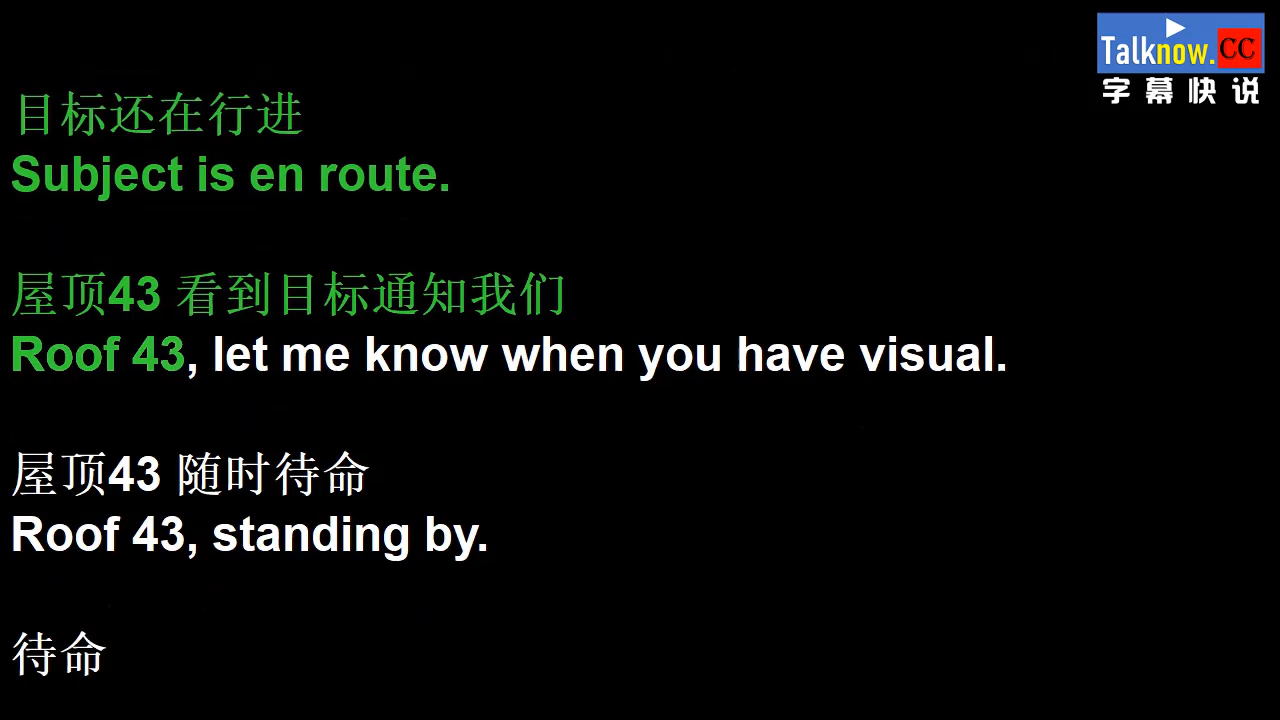 Talknow.CC
字幕快说
目标还在行进
Subject is en route.
屋顶43 看到目标通知我们
Roof 43, let me know when you have visual.
屋顶43 随时待命
Roof 43, standing by.
待命